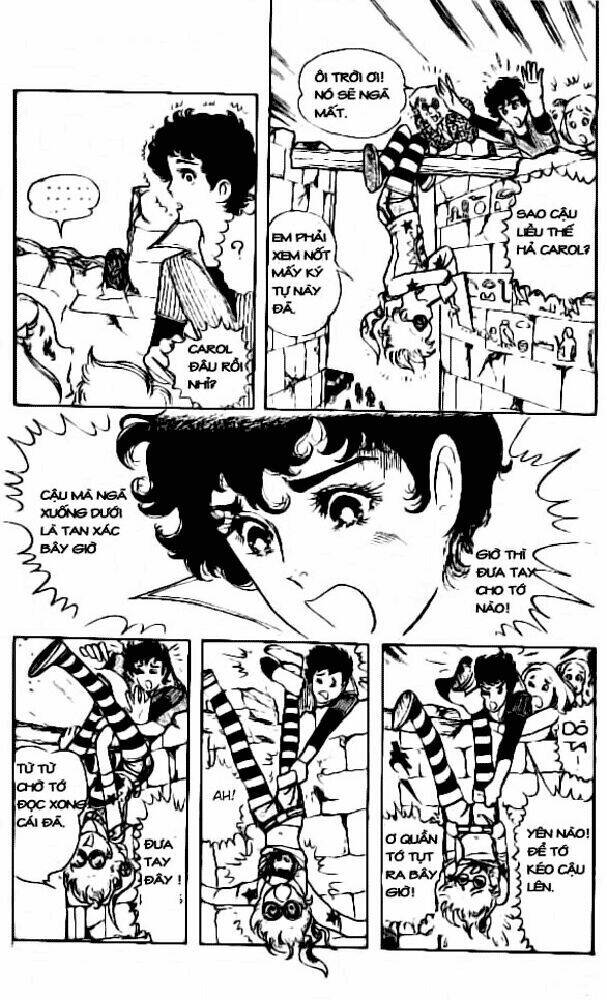 . . . . .
. . . . .
?
CAROL
ĐÂU RỒI
NHỈ?
ÔI TRỜI ƠI!
NÓ SẼ NGÃ
MẤT.
SAO CẬU
LIỀU THẾ
HẢ CAROL?
EM PHẢI
XEM NỐT
MẤY KÝ
TỰ NÀY
ĐÃ.
CẬU MÀ NGÃ
XUỐNG DƯỚI
LÀ TAN XÁC
BÂY GIỜ
GIỜ THÌ
ĐƯA TAY
CHO TỚ
NÀO!
TỪ TỪ
CHỜ TỚ
ĐỌC XONG
CÁI ĐÃ.
ĐƯA
TAY
ĐÂY !
AH!
DÔ
TA
Ơ QUẦN
TỚ TỤT
RA BÂY
GIỜ!
YÊN NÀO!
ĐỂ TỚ
KÉO CẬU
LÊN.